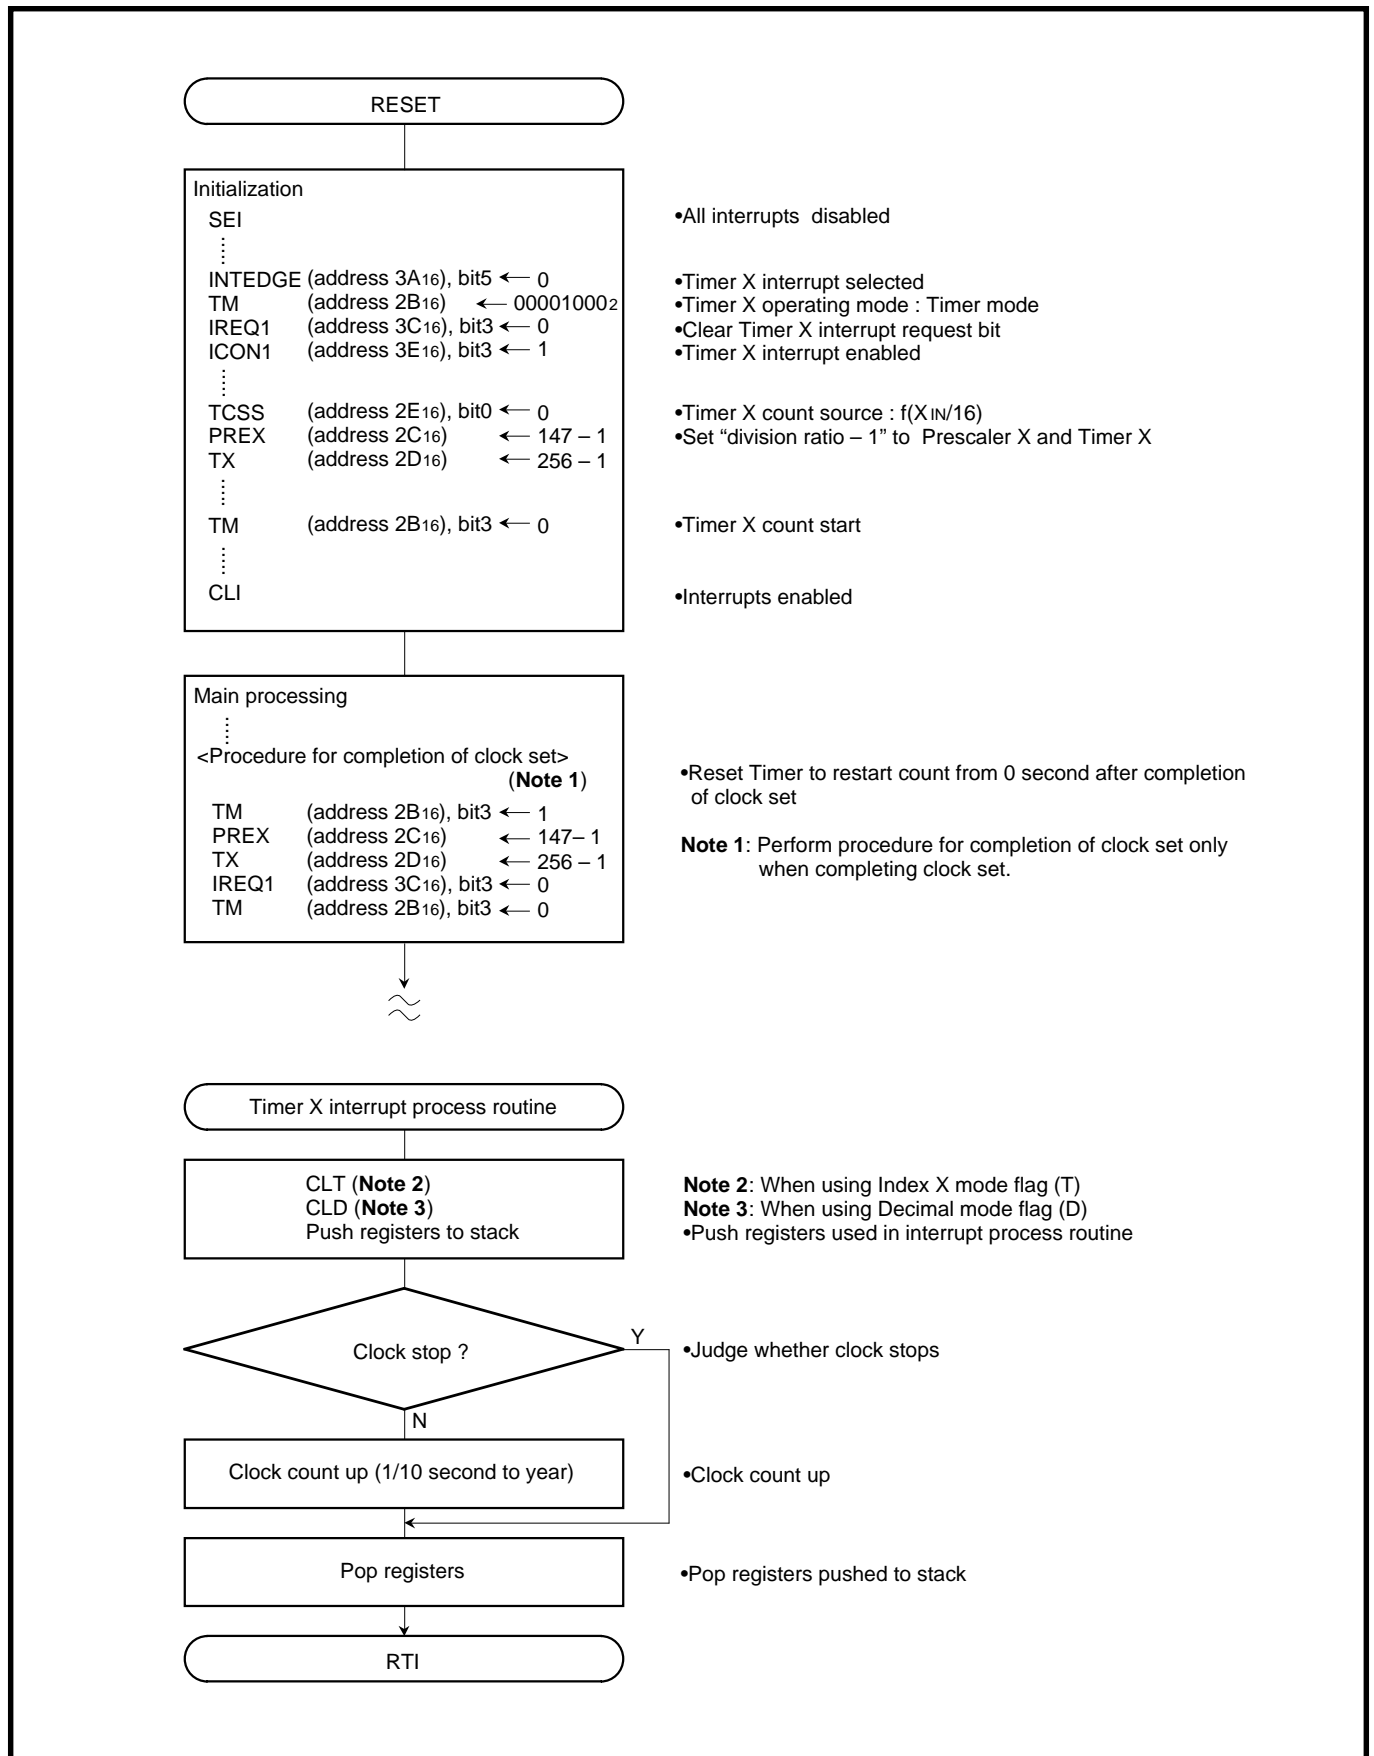 RESET
Initialization
SEI •All interrupts disabled
INTEDGE (address 3A16), bit5 ← 0 •Timer X interrupt selected
TM (address 2B16) ← 000010002 •Timer X operating mode : Timer mode
IREQ1 (address 3C16), bit3 ← 0 •Clear Timer X interrupt request bit
ICON1 (address 3E16), bit3 ← 1 •Timer X interrupt enabled
TCSS (address 2E16), bit0 ← 0 •Timer X count source : f(XIN/16)
PREX (address 2C16) ← 147 – 1 •Set “division ratio – 1” to Prescaler X and Timer X
TX (address 2D16) ← 256 – 1
TM (address 2B16), bit3 ← 0 •Timer X count start
CLI •Interrupts enabled
Main processing
<Procedure for completion of clock set>
(Note 1)
•Reset Timer to restart count from 0 second after completion
of clock set
TM (address 2B16), bit3 ← 1
PREX (address 2C16) ← 147– 1
TX (address 2D16) ← 256 – 1
IREQ1 (address 3C16), bit3 ← 0
TM (address 2B16), bit3 ← 0
Note 1: Perform procedure for completion of clock set only
when completing clock set.
Timer X interrupt process routine
CLT (Note 2)
CLD (Note 3)
Push registers to stack
Note 2: When using Index X mode flag (T)
Note 3: When using Decimal mode flag (D)
•Push registers used in interrupt process routine
Clock stop ?
Y
•Judge whether clock stops
N
Clock count up (1/10 second to year)
•Clock count up
Pop registers
•Pop registers pushed to stack
RTI